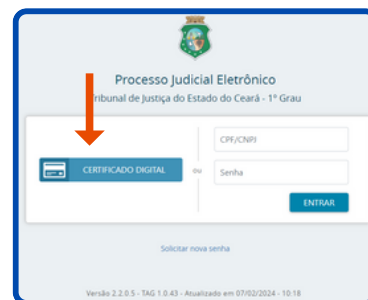 Processo Judicial Eletrônico
Tribunal de Justiça do Estado do Ceará - 1º Grau
CPF/CNPJ
CERTIFICADO DIGITAL
ou
Senha
ENTRAR
Solicitar nova senha
Versão 2.2.0.5 - TAG 1.0.43 - Atualizado em 07/02/2024 - 10:18